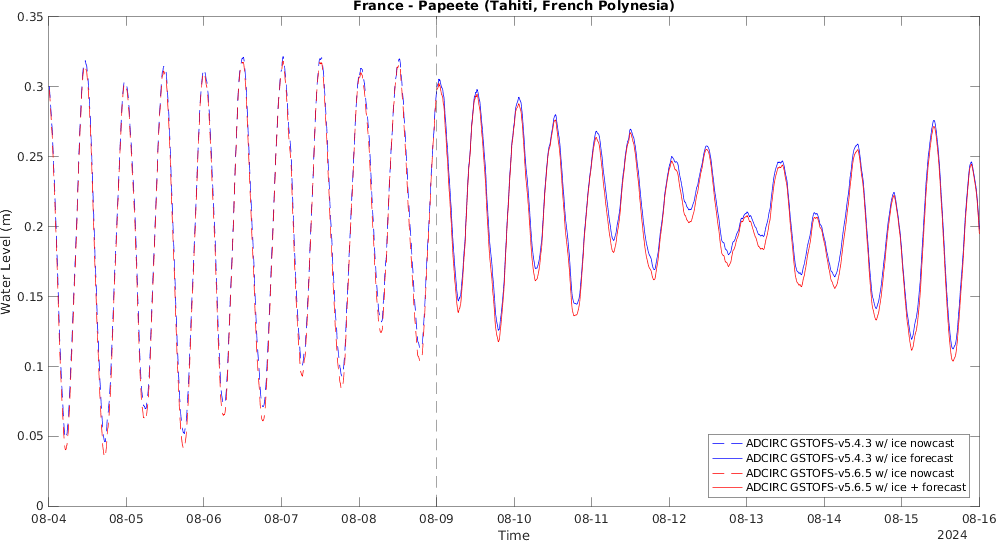 France - Papeete (Tahiti, French Polynesia)
0.35
0.3
0.25
0.2
0.15
0.1
0.05
0
Water Level (m)
ADCIRC GSTOFS-v5.4.3 w/ ice nowcast
ADCIRC GSTOFS-v5.4.3 w/ ice forecast
ADCIRC GSTOFS-v5.6.5 w/ ice nowcast
ADCIRC GSTOFS-v5.6.5 w/ ice + forecast
08-04 08-05 08-06 08-07 08-08 08-09 08-10 08-11 08-12 08-13 08-14 08-15 08-16
Time
2024